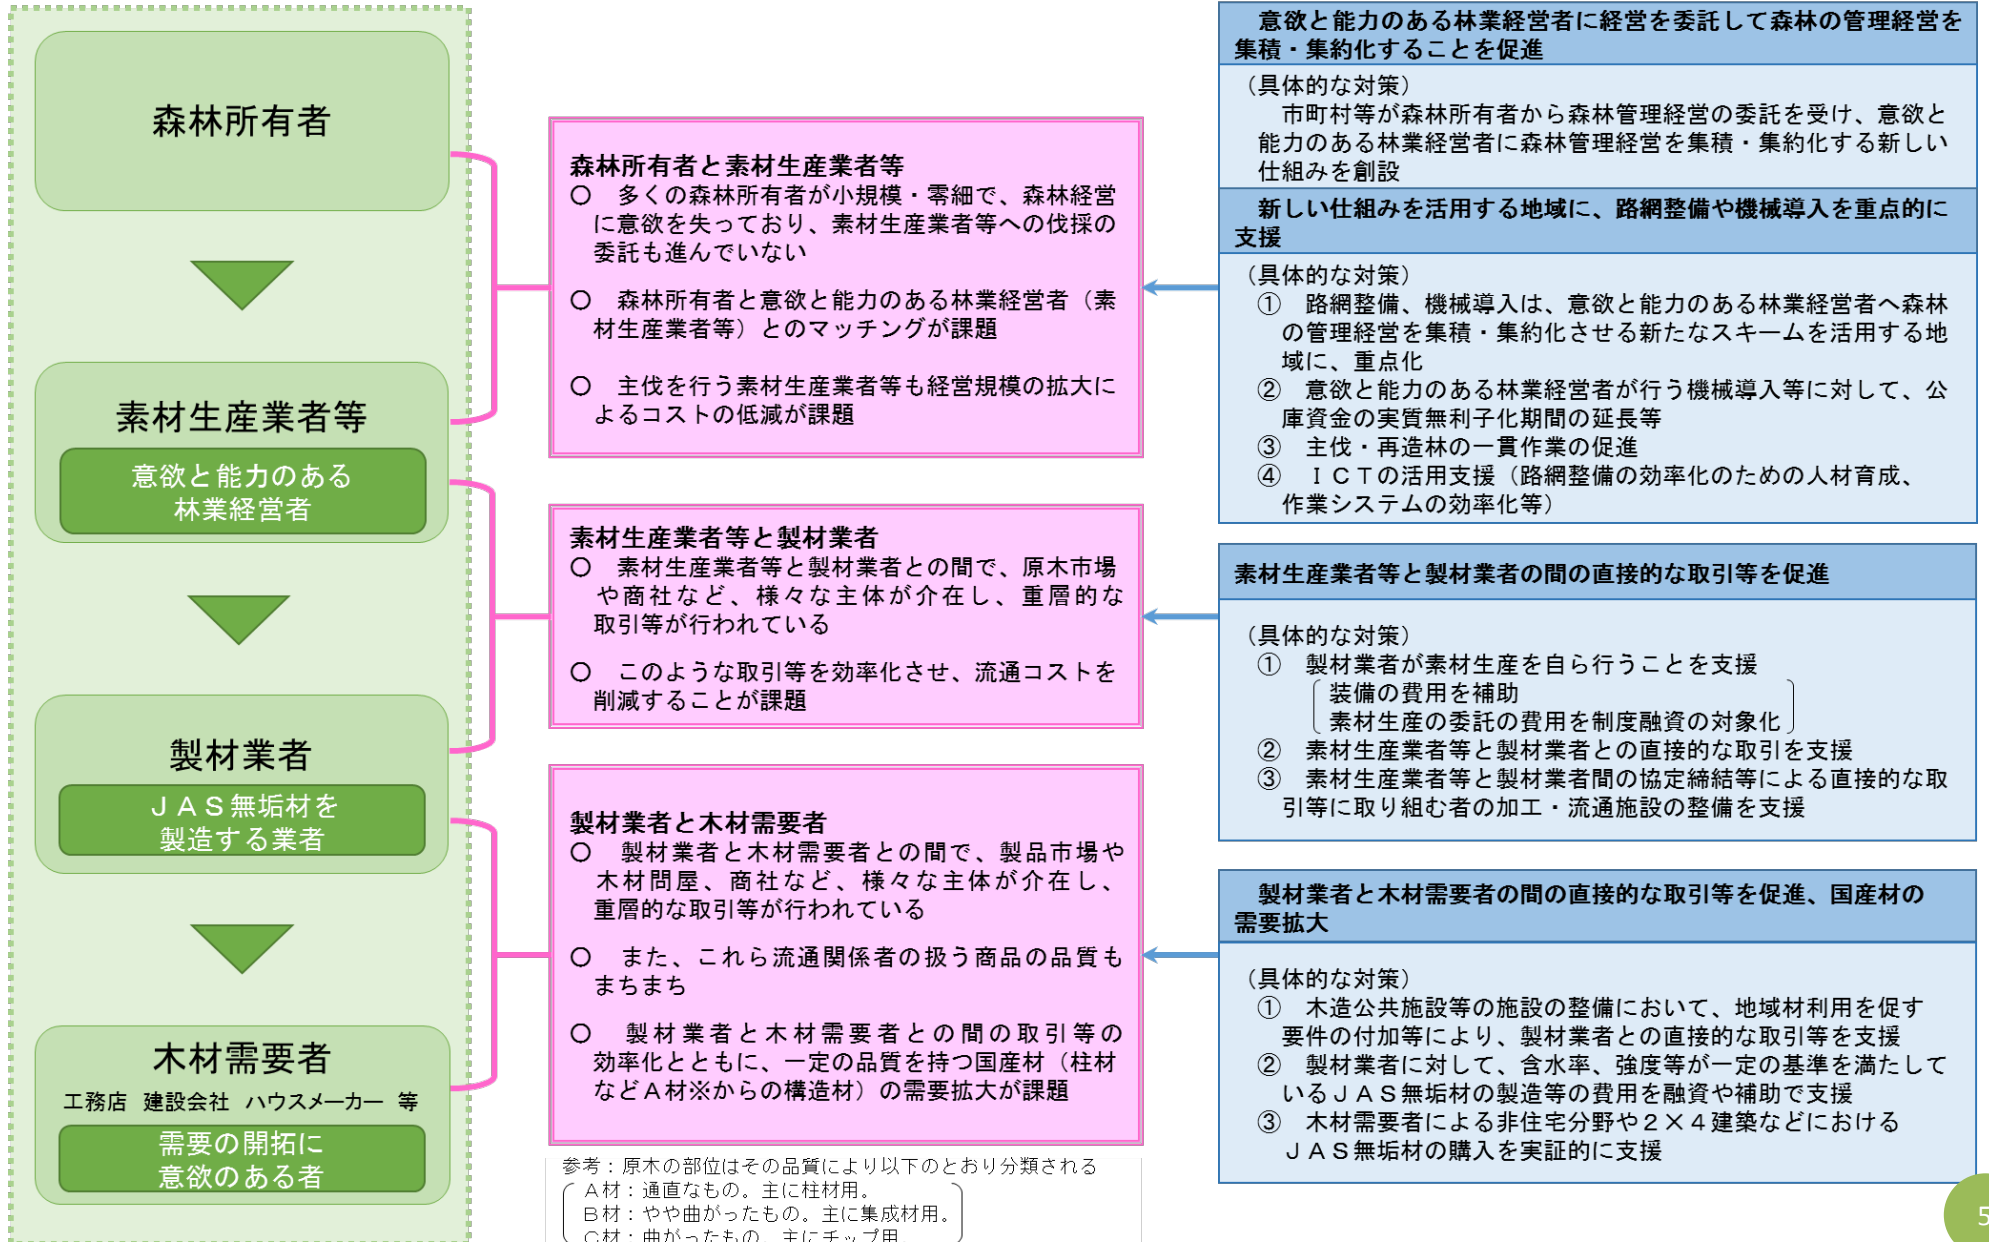 森林所有者
素材生産業者等
意欲と能力のある
林業経営者
製材業者
ＪＡＳ無垢材を
製造する業者
木材需要者
工務店　建設会社　ハウスメーカー　等
需要の開拓に
意欲のある者
森林所有者と素材生産業者等
○　多くの森林所有者が小規模・零細で、森林経営
に意欲を失っており、素材生産業者等への伐採の
委託も進んでいない
○　森林所有者と意欲と能力のある林業経営者（素
材生産業者等）とのマッチングが課題
○　主伐を行う素材生産業者等も経営規模の拡大に
よるコストの低減が課題
素材生産業者等と製材業者
○　素材生産業者等と製材業者との間で、原木市場
や商社など、様々な主体が介在し、重層的な
取引等が行われている
○　このような取引等を効率化させ、流通コストを
削減することが課題
製材業者と木材需要者
○　製材業者と木材需要者との間で、製品市場や
木材問屋、商社など、様々な主体が介在し、
重層的な取引等が行われている
○　また、これら流通関係者の扱う商品の品質も
まちまち
○　製材業者と木材需要者との間の取引等の
効率化とともに、一定の品質を持つ国産材（柱材
などＡ材※からの構造材）の需要拡大が課題
参考：原木の部位はその品質により以下のとおり分類される
Ａ材：通直なもの。主に柱材用。
Ｂ材：やや曲がったもの。主に集成材用。
Ｃ材：曲がったもの。主にチップ用
意欲と能力のある林業経営者に経営を委託して森林の管理経営を
集積・集約化することを促進
（具体的な対策）
市町村等が森林所有者から森林管理経営の委託を受け、意欲と
能力のある林業経営者に森林管理経営を集積・集約化する新しい
仕組みを創設
新しい仕組みを活用する地域に、路網整備や機械導入を重点的に
支援
（具体的な対策）
①　路網整備、機械導入は、意欲と能力のある林業経営者へ森林
の管理経営を集積・集約化させる新たなスキームを活用する地
域に、重点化
②　意欲と能力のある林業経営者が行う機械導入等に対して、公
庫資金の実質無利子化期間の延長等
③　主伐・再造林の一貫作業の促進
④　ＩＣＴの活用支援（路網整備の効率化のための人材育成、
作業システムの効率化等）
素材生産業者等と製材業者の間の直接的な取引等を促進
（具体的な対策）
①　製材業者が素材生産を自ら行うことを支援
装備の費用を補助
素材生産の委託の費用を制度融資の対象化
②　素材生産業者等と製材業者との直接的な取引を支援
③　素材生産業者等と製材業者間の協定締結等による直接的な取
引等に取り組む者の加工・流通施設の整備を支援
製材業者と木材需要者の間の直接的な取引等を促進、国産材の
需要拡大
（具体的な対策）
①　木造公共施設等の施設の整備において、地域材利用を促す
要件の付加等により、製材業者との直接的な取引等を支援
②　製材業者に対して、含水率、強度等が一定の基準を満たして
いるＪＡＳ無垢材の製造等の費用を融資や補助で支援
③　木材需要者による非住宅分野や２×４建築などにおける
ＪＡＳ無垢材の購入を実証的に支援
5